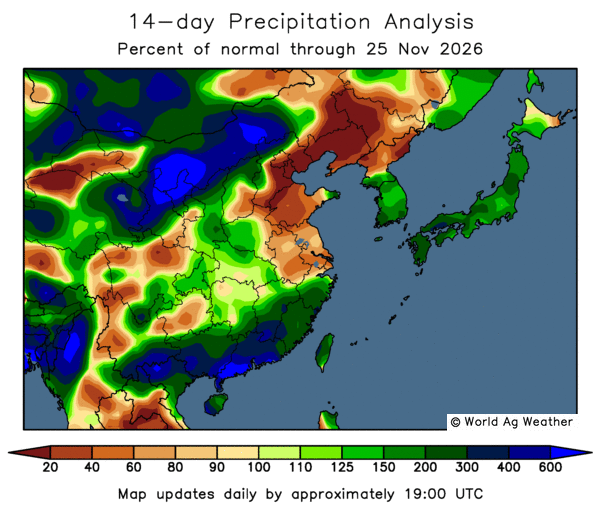 14-day Precipitation Analysis
Percent of normal through 25 Nov 2026
© World Ag Weather
20 40 60 80 90 100 110 125 150 200 300 400 600
Map updates daily by approximately 19:00 UTC